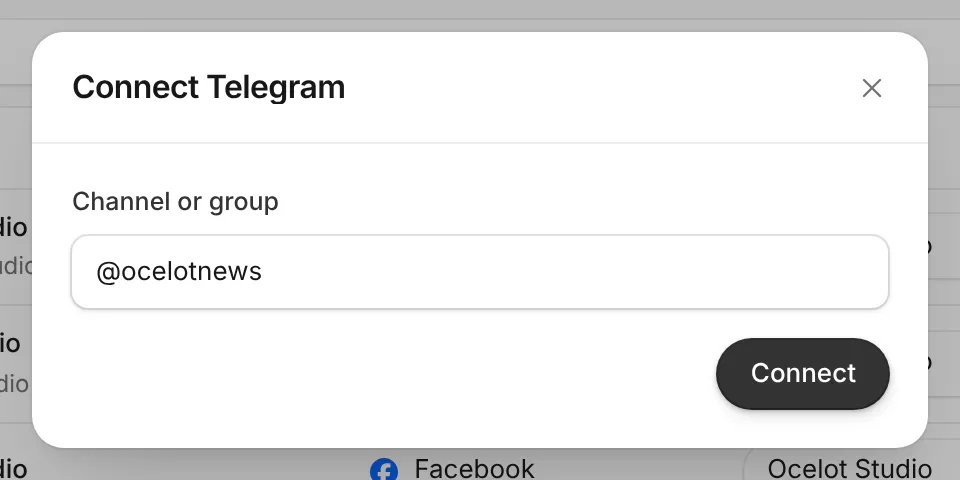 Connect Telegram
Channel or group
@ocelotnews
Connect
Facebook
Ocelot Studio